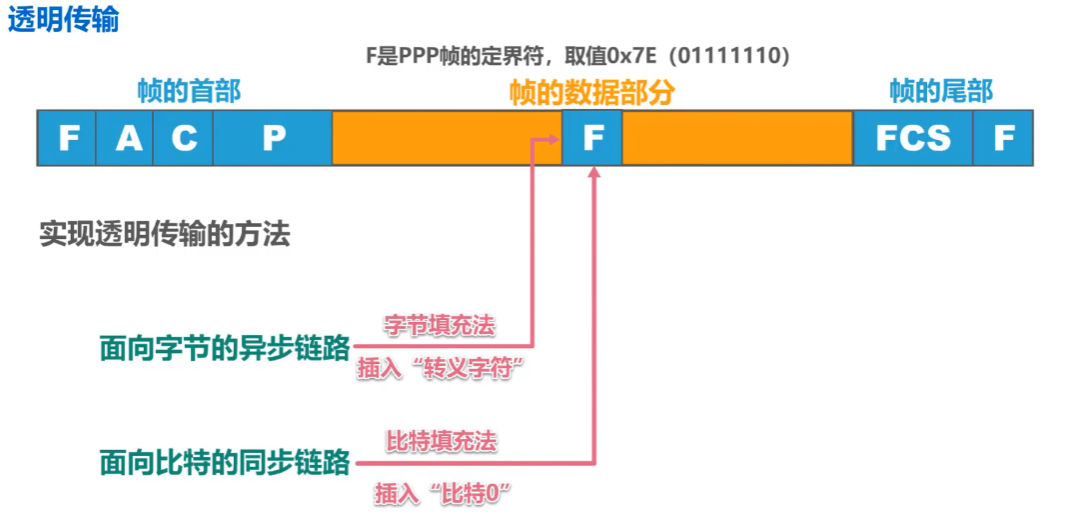 透明传输
F是PPP帧的定界符，取值0x7E（01111110）
帧的首部 帧的数据部分 帧的尾部
F A C P F FCS F
实现透明传输的方法
字节填充法
面向字节的异步链路
插入“转义字符”
比特填充法
面向比特的同步链路
插入“比特0”